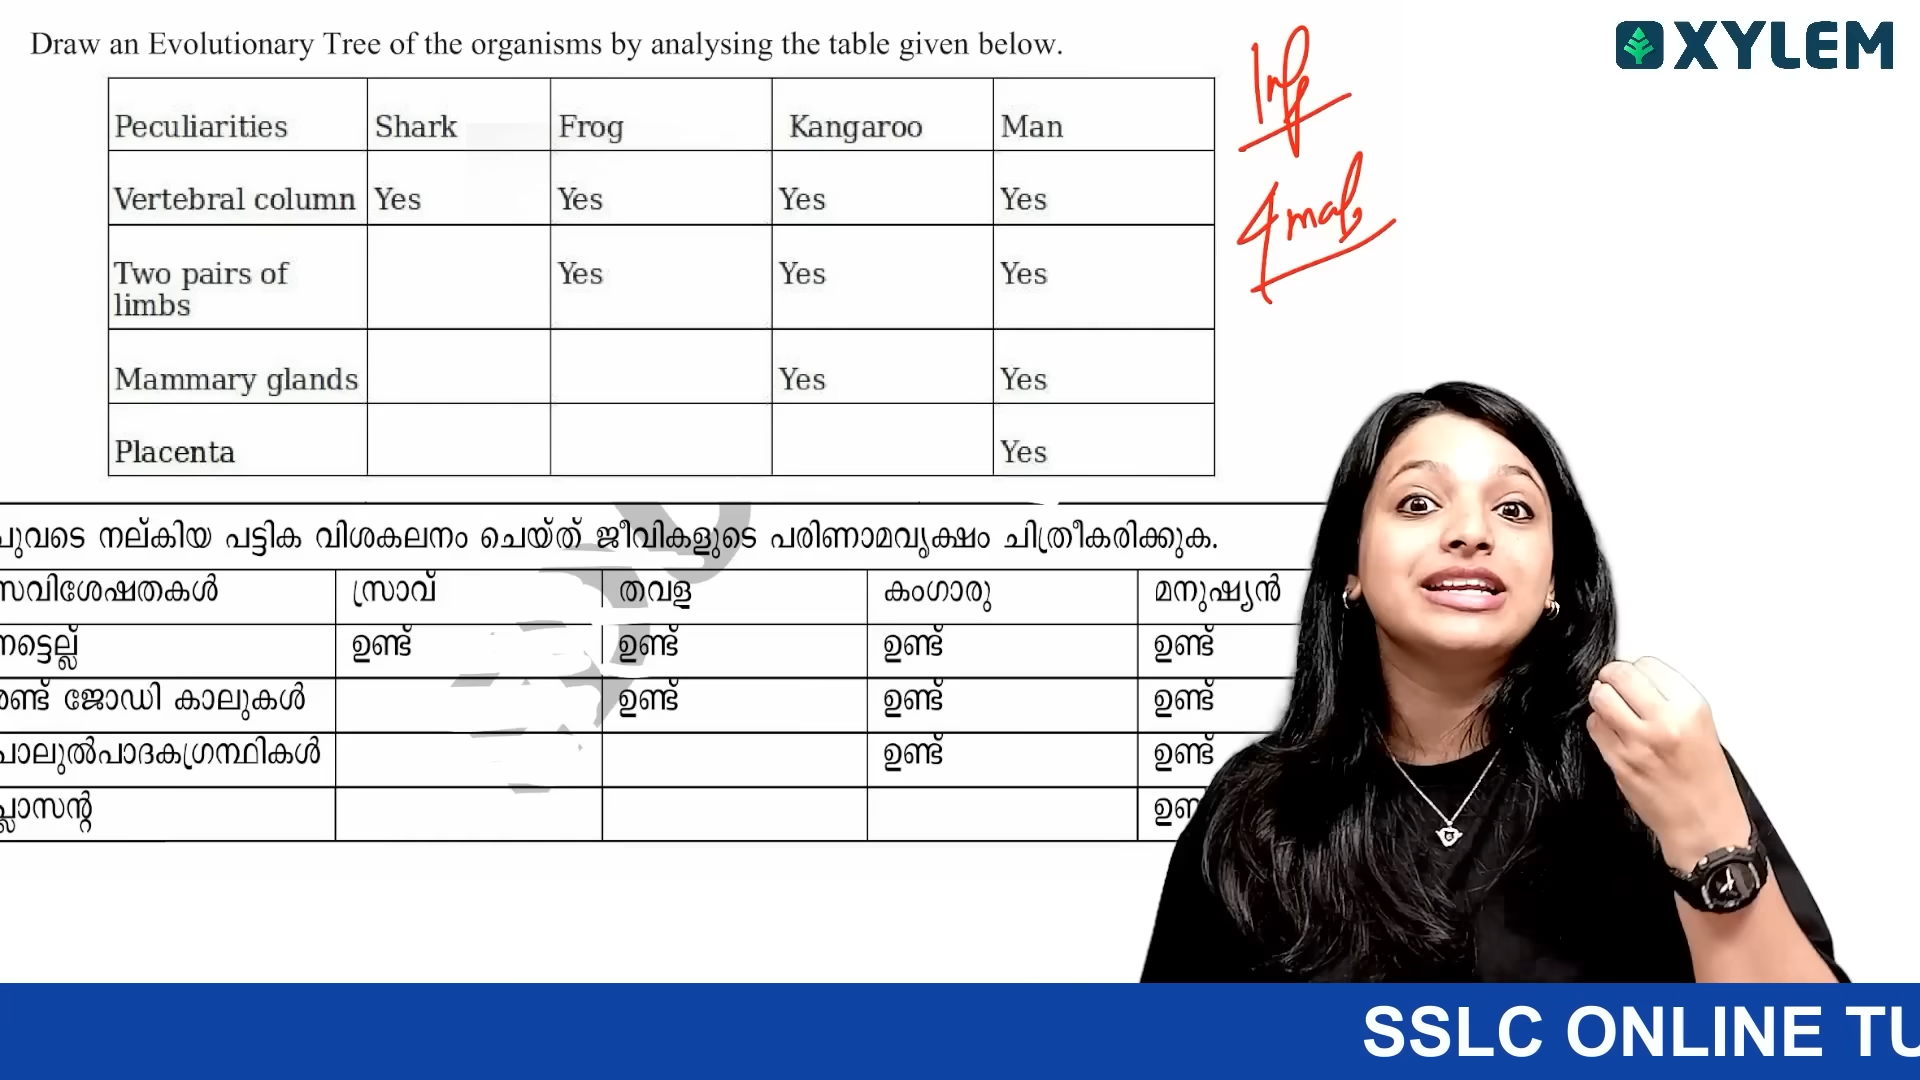 Draw an Evolutionary Tree of the organisms by analysing the table given below.
XYLEM
Peculiarities Shark Frog Kangaroo Man
Vertebral column Yes Yes Yes Yes
Two pairs of
limbs Yes Yes Yes
Mammary glands Yes Yes
Placenta Yes
നല്കിയ പട്ടിക വിശകലനം ചെയ്ത് ജീവികളുടെ പരിണാമവൃക്ഷം ചിത്രീകരിക്കുക.
സവിശേഷതകൾ സ്രാവ് തവള കംഗാരു മനുഷ്യൻ
നട്ടെല്ല് ഉണ്ട് ഉണ്ട് ഉണ്ട് ഉണ്ട്
ജോഡി കാലുകൾ ഉണ്ട് ഉണ്ട് ഉണ്ട്
പാലുൽപാദകഗ്രന്ഥികൾ ഉണ്ട് ഉണ്ട്
പ്ലാസന്റ
SSLC ONLINE TU